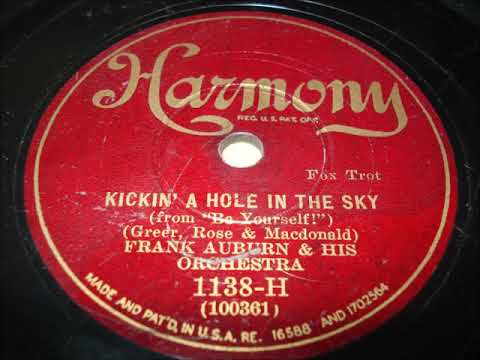 Harmony
REG. U.S. PAT. OFF.
Fox Trot
KICKIN' A HOLE IN THE SKY
(from "Be Yourself!")
(Greer, Rose & Macdonald)
FRANK AUBURN & HIS
ORCHESTRA
1138-H
(100361)
MADE AND PAT'D, IN U.S.A. RE. 16588 AND 1702564